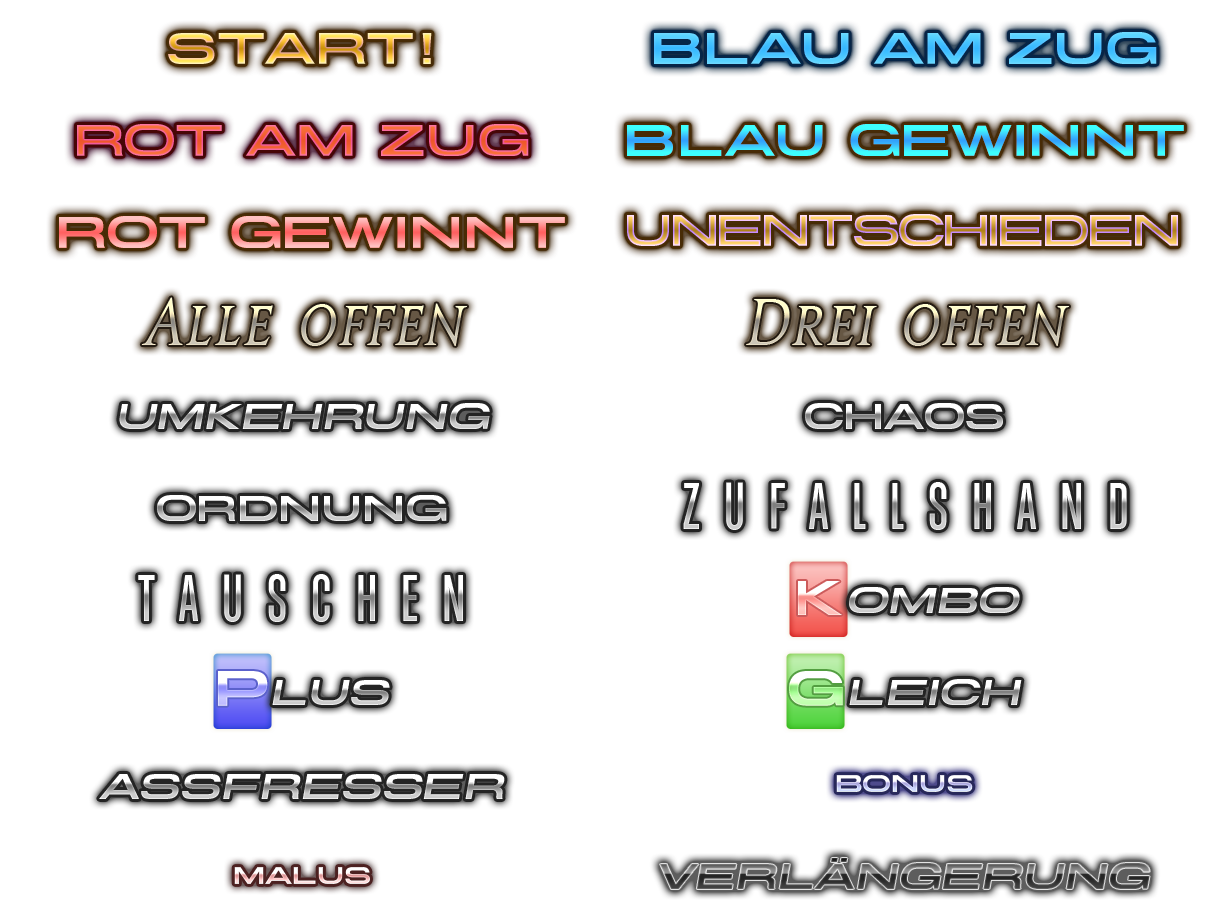 START!
BLAU AM ZUG
ROT AM ZUG
BLAU GEWINNT
ROT GEWINNT
UNENTSCHIEDEN
ALLE OFFEN
DREI OFFEN
UMKEHRUNG
CHAOS
ORDNUNG
ZUFALLSHAND
TAUSCHEN
KOMBO
PLUS
GLEICH
ASSFRESSER
BONUS
MALUS
VERLÄNGERUNG